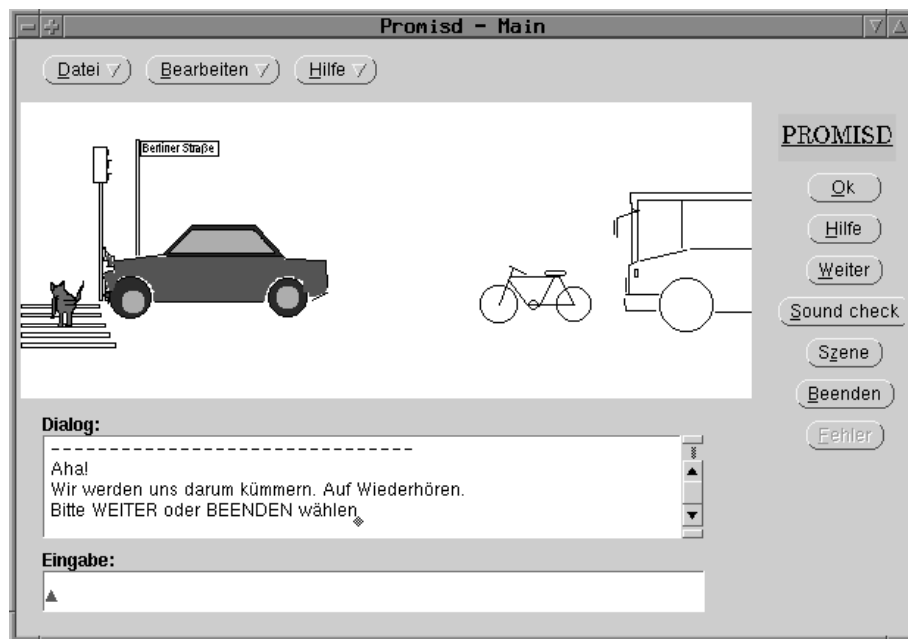 Promisd - Main
Datei
Bearbeiten
Hilfe
Berliner Straße
PROMISD
Ok
Hilfe
Weiter
Sound check
Szene
Beenden
Fehler
Dialog:
--------------------------------
Aha!
Wir werden uns darum kümmern. Auf Wiederhören.
Bitte WEITER oder BEENDEN wählen
Eingabe: